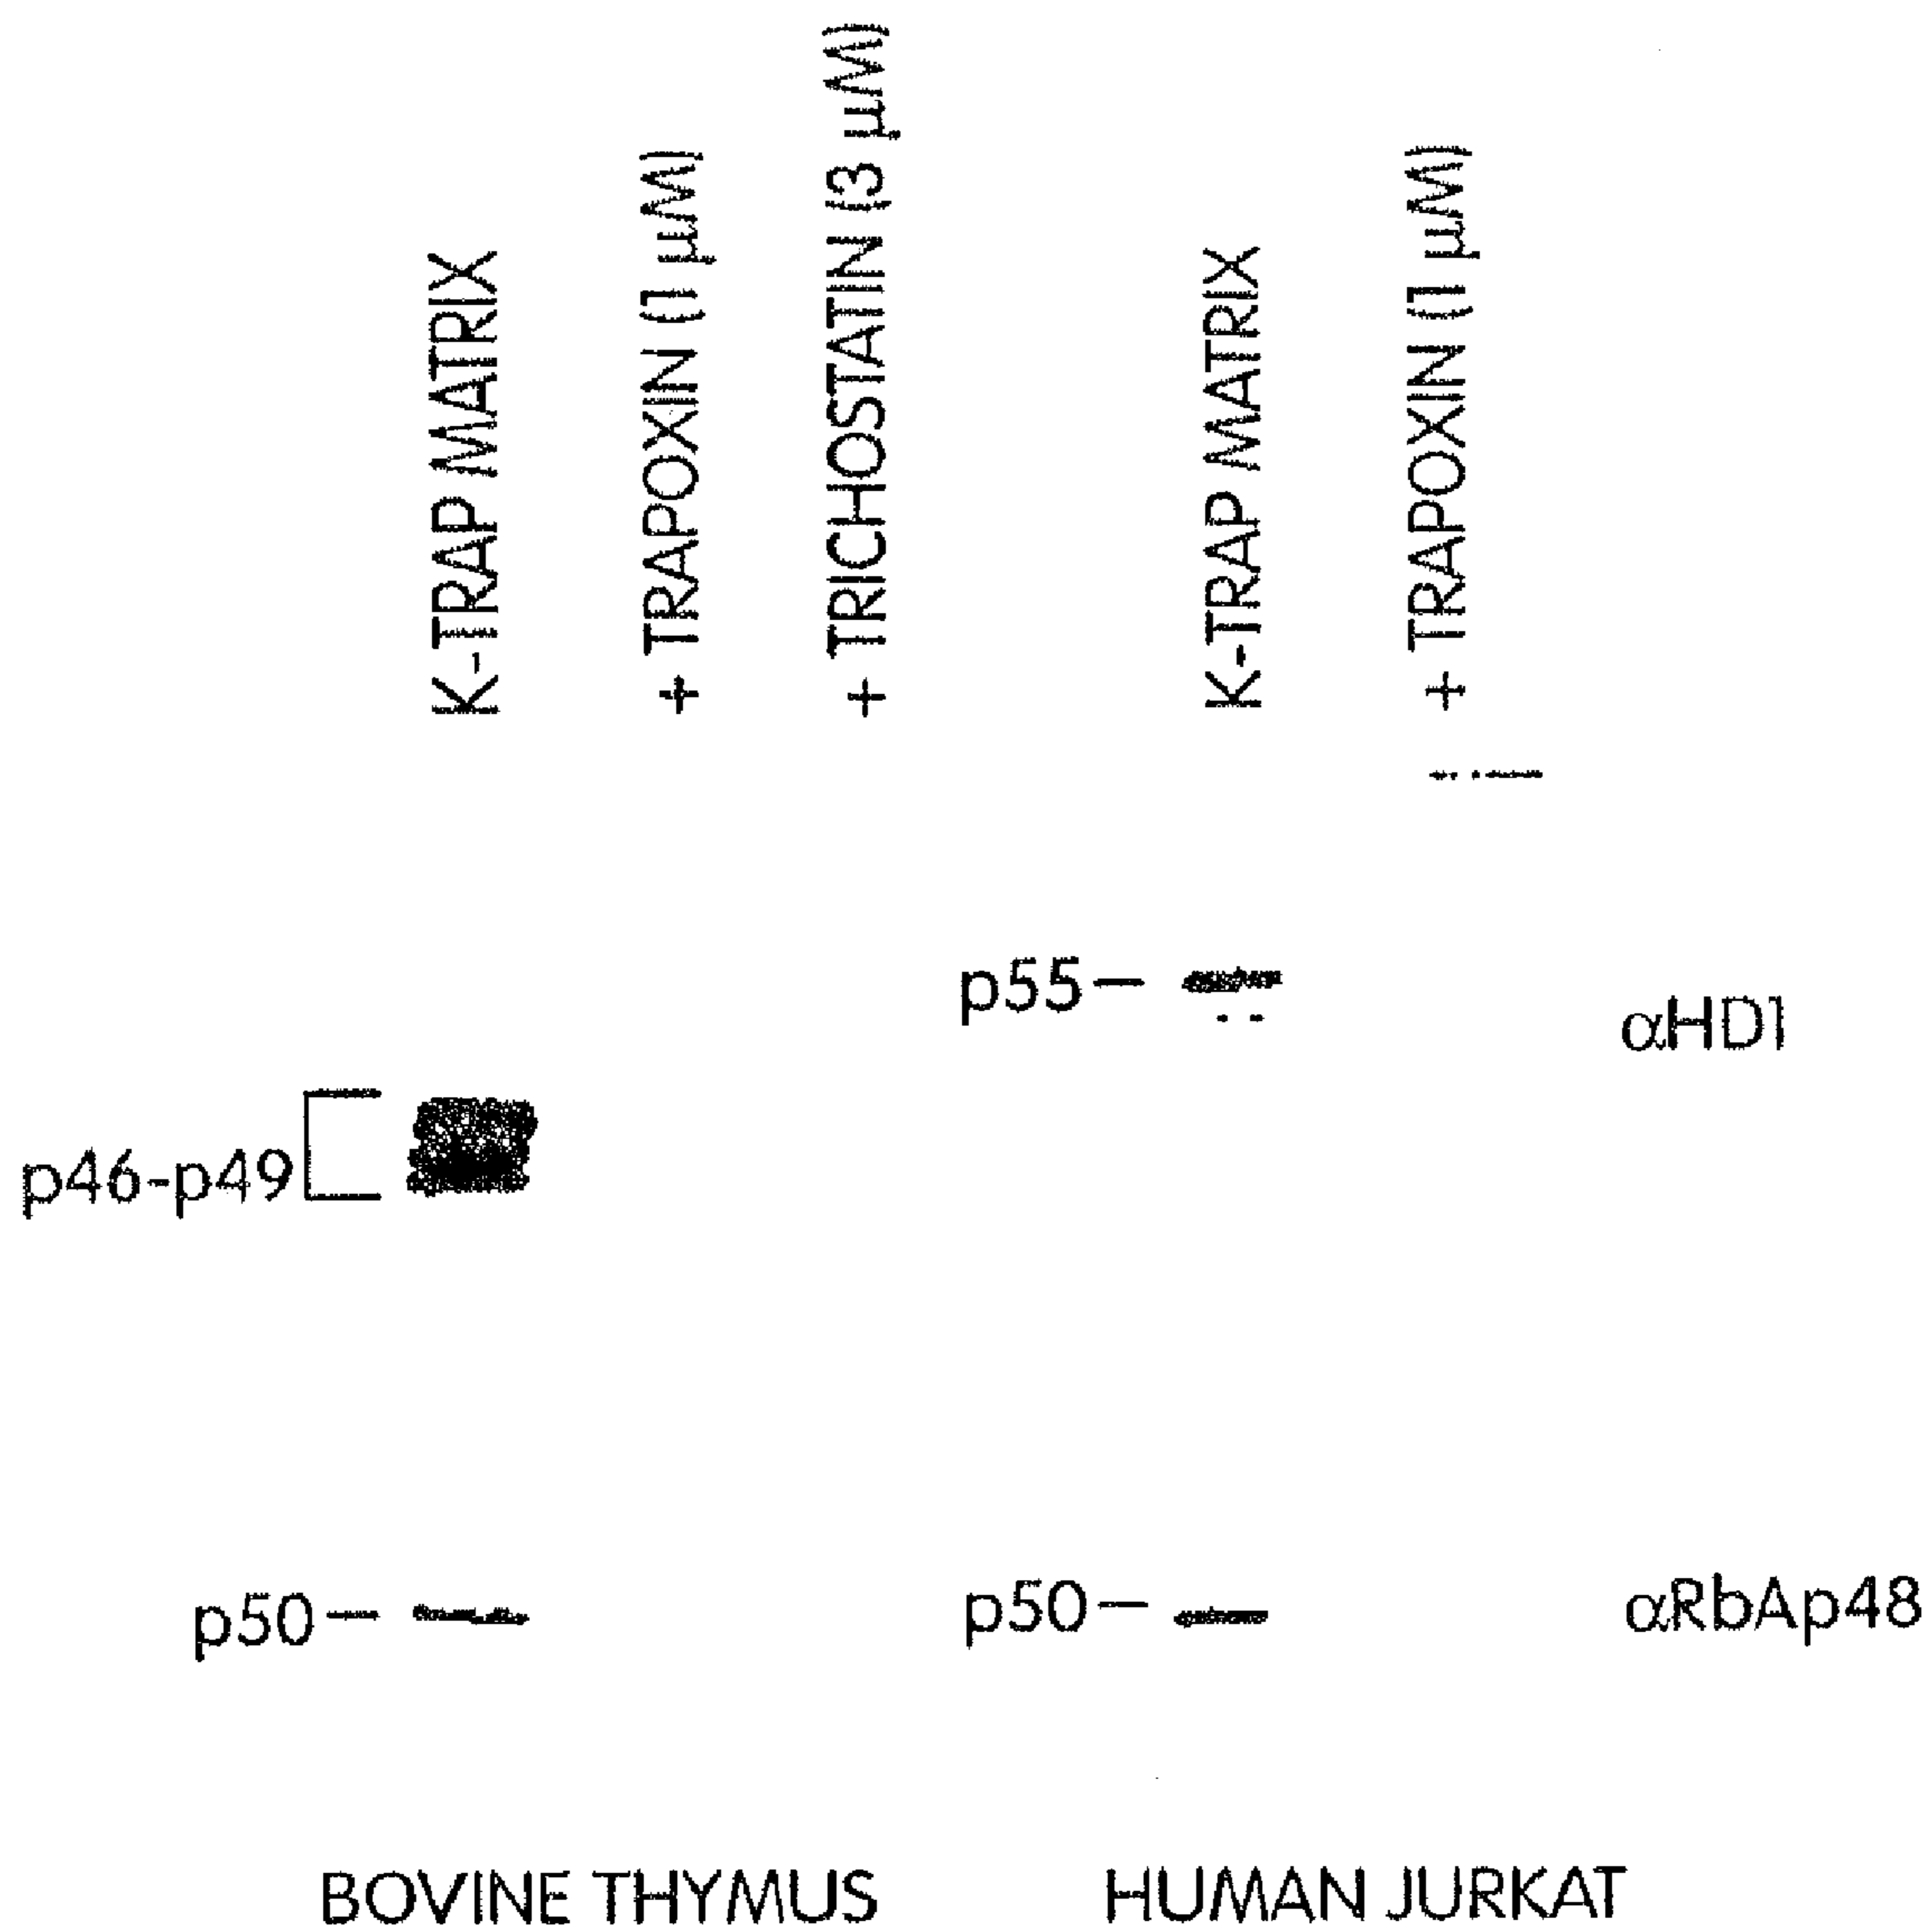 K-TRAP MATRIX
+ TRAPOXIN (1 µM)
+ TRICHOSTATIN (3 µM)
K-TRAP MATRIX
+ TRAPOXIN (1 µM)
p55
αHD1
p46-p49
p50
p50
αRbAp48
BOVINE THYMUS
HUMAN JURKAT